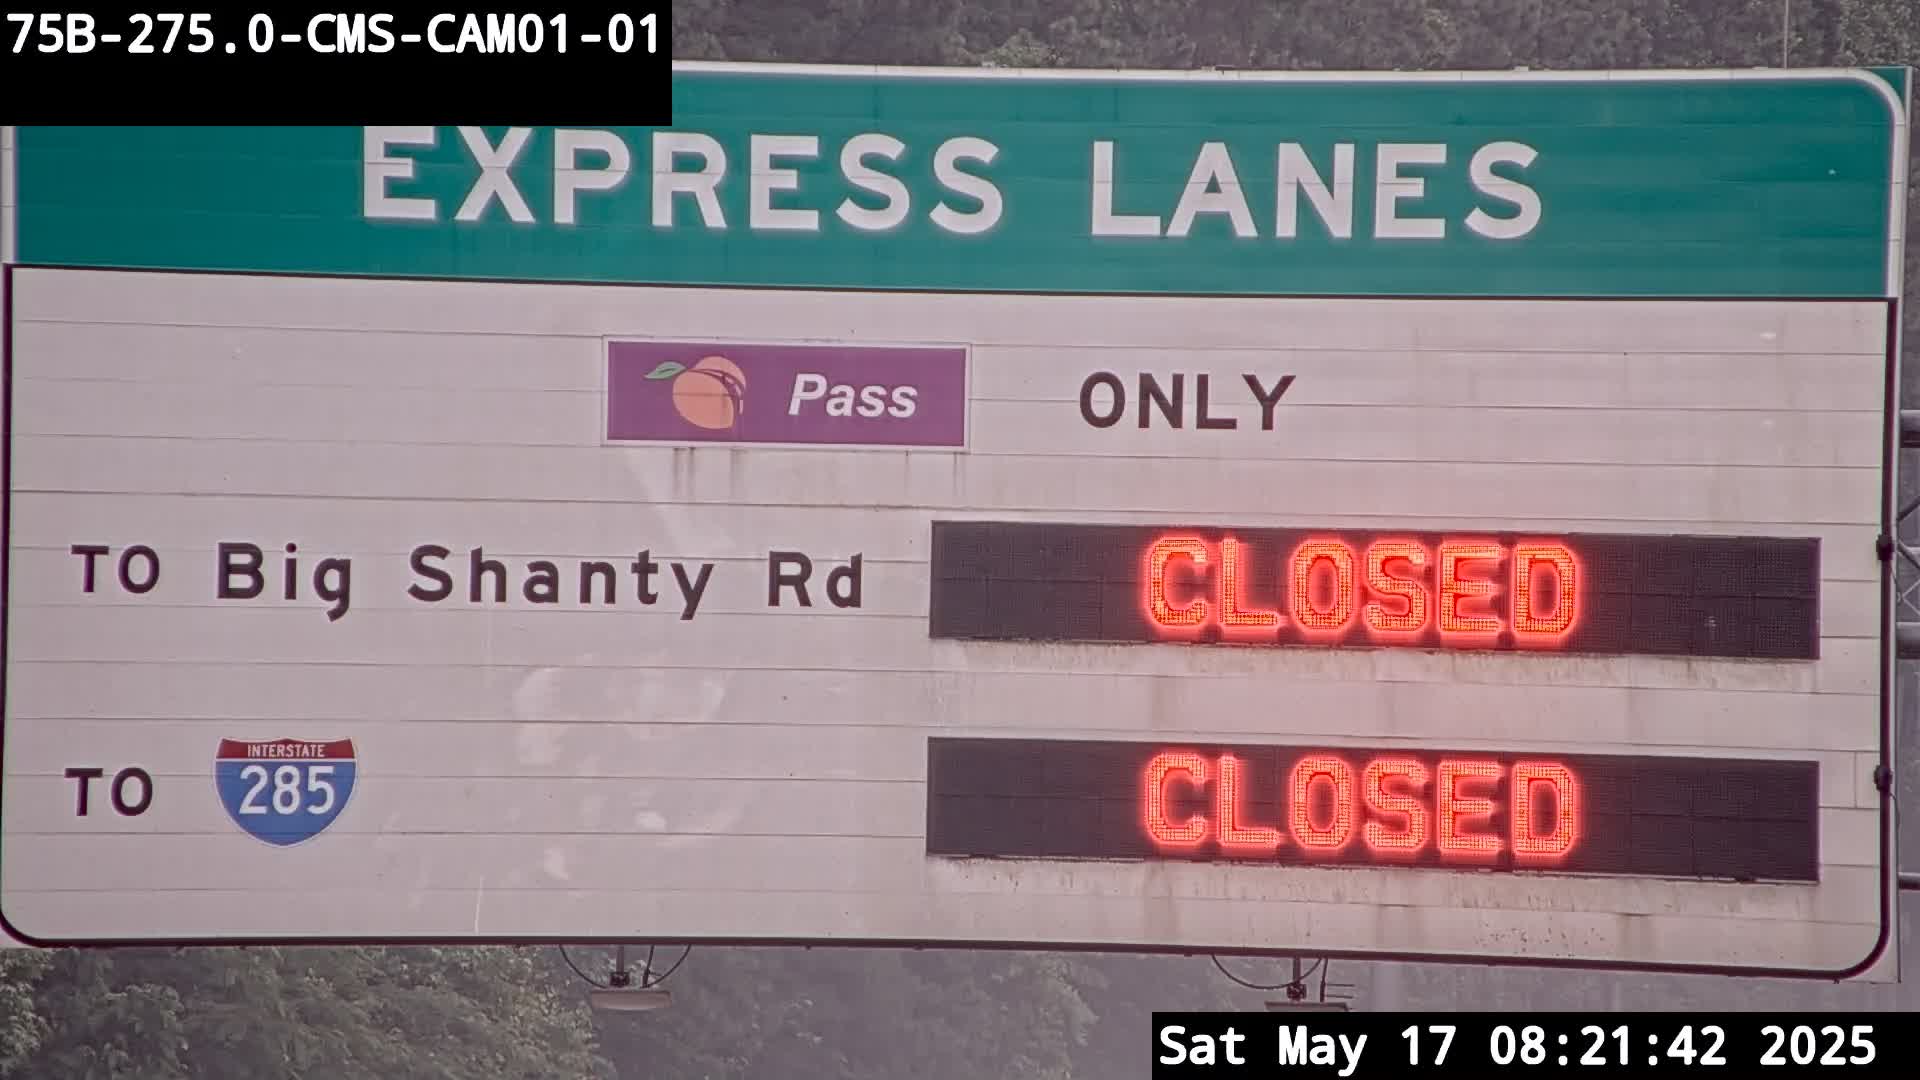 75B-275.0-CMS-CAM01-01
EXPRESS LANES
Pass ONLY
TO Big Shanty Rd CLOSED
TO INTERSTATE 285 CLOSED
Sat May 17 08:21:42 2025